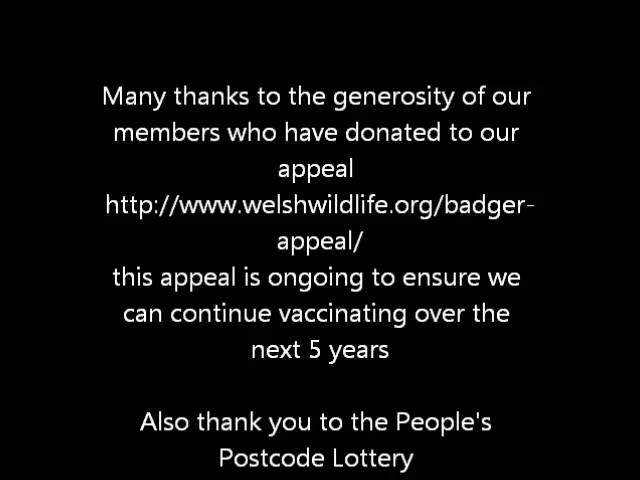 Many thanks to the generosity of our
members who have donated to our
appeal
http://www.welshwildlife.org/badger-
appeal/
this appeal is ongoing to ensure we
can continue vaccinating over the
next 5 years
Also thank you to the People's
Postcode Lottery